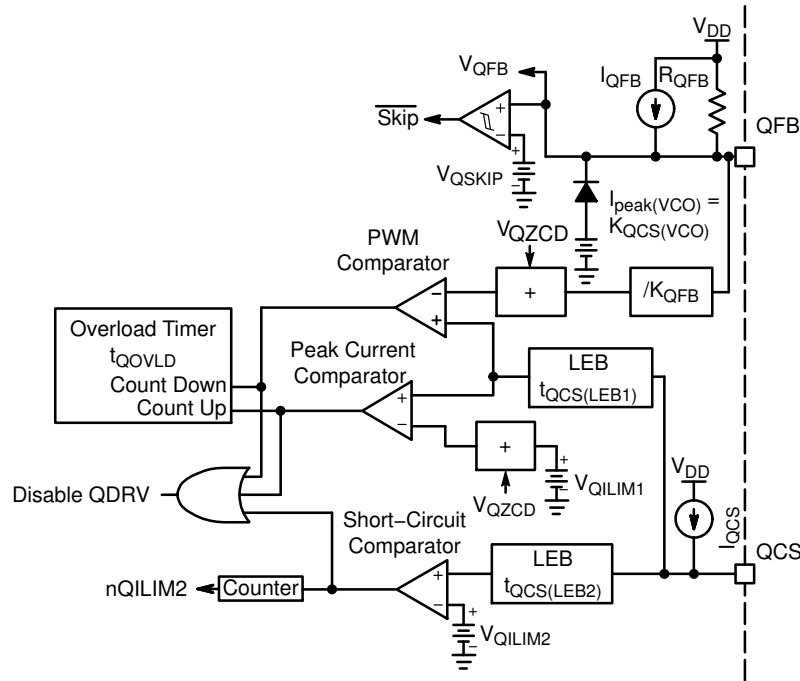 VDD
VQFB
IQFB
RQFB
QFB
Skip
VQSKIP
Ipeak(VCO) =
KQCS(VCO)
VQZCD
PWM
Comparator
+
/KQFB
Overload Timer
tQOVLD
Count Down
Count Up
Peak Current
Comparator
LEB
tQCS(LEB1)
+
VQILIM1
VQZCD
VDD
IQCS
QCS
Disable QDRV
Short–Circuit
Comparator
LEB
tQCS(LEB2)
nQILIM2
Counter
VQILIM2